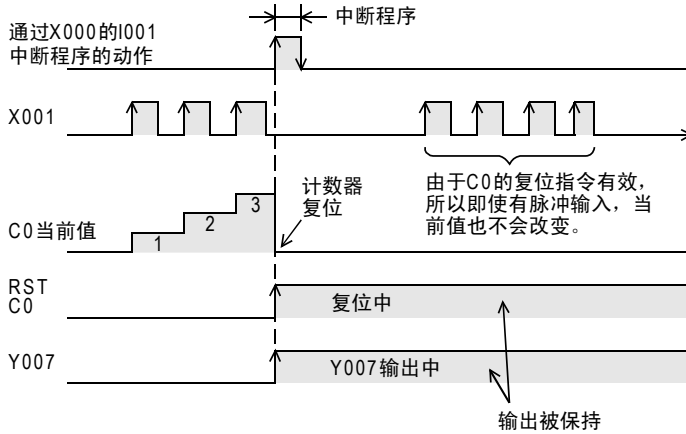 中断程序
通过X000的I001
中断程序的动作
X001
计数器
复位
由于C0的复位指令有效，
所以即使有脉冲输入，当
前值也不会改变。
C0当前值
1
2
3
RST
C0
复位中
Y007
Y007输出中
输出被保持